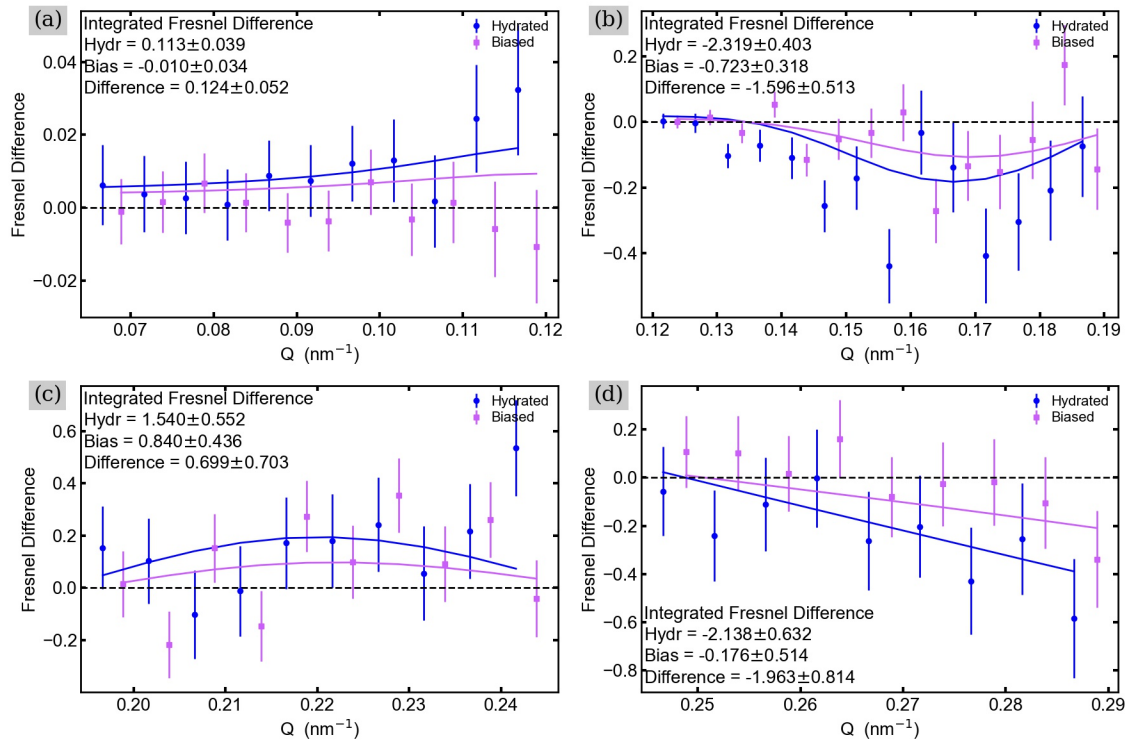 (a)
Integrated Fresnel Difference
Hydr = 0.113±0.039
Bias = -0.010±0.034
Difference = 0.124±0.052
Hydrated
Biased
0.04
0.02
0.00
−0.02
Fresnel Difference
0.07 0.08 0.09 0.10 0.11 0.12
Q (nm⁻¹)
(b)
Integrated Fresnel Difference
Hydr = -2.319±0.403
Bias = -0.723±0.318
Difference = -1.596±0.513
Hydrated
Biased
0.2
0.0
−0.2
−0.4
Fresnel Difference
0.12 0.13 0.14 0.15 0.16 0.17 0.18 0.19
Q (nm⁻¹)
(c)
Integrated Fresnel Difference
Hydr = 1.540±0.552
Bias = 0.840±0.436
Difference = 0.699±0.703
Hydrated
Biased
0.6
0.4
0.2
0.0
−0.2
Fresnel Difference
0.20 0.21 0.22 0.23 0.24
Q (nm⁻¹)
(d)
Hydrated
Biased
0.2
0.0
−0.2
−0.4
−0.6
−0.8
Fresnel Difference
Integrated Fresnel Difference
Hydr = -2.138±0.632
Bias = -0.176±0.514
Difference = -1.963±0.814
0.25 0.26 0.27 0.28 0.29
Q (nm⁻¹)